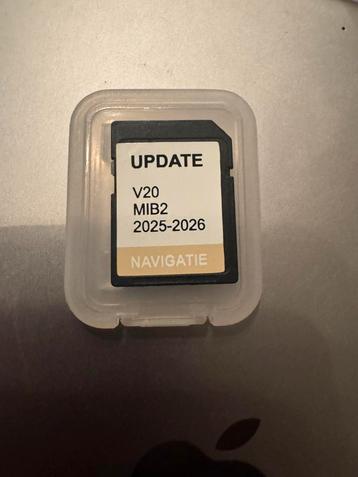 UPDATE
V20
MIB2
2025-2026
NAVIGATIE